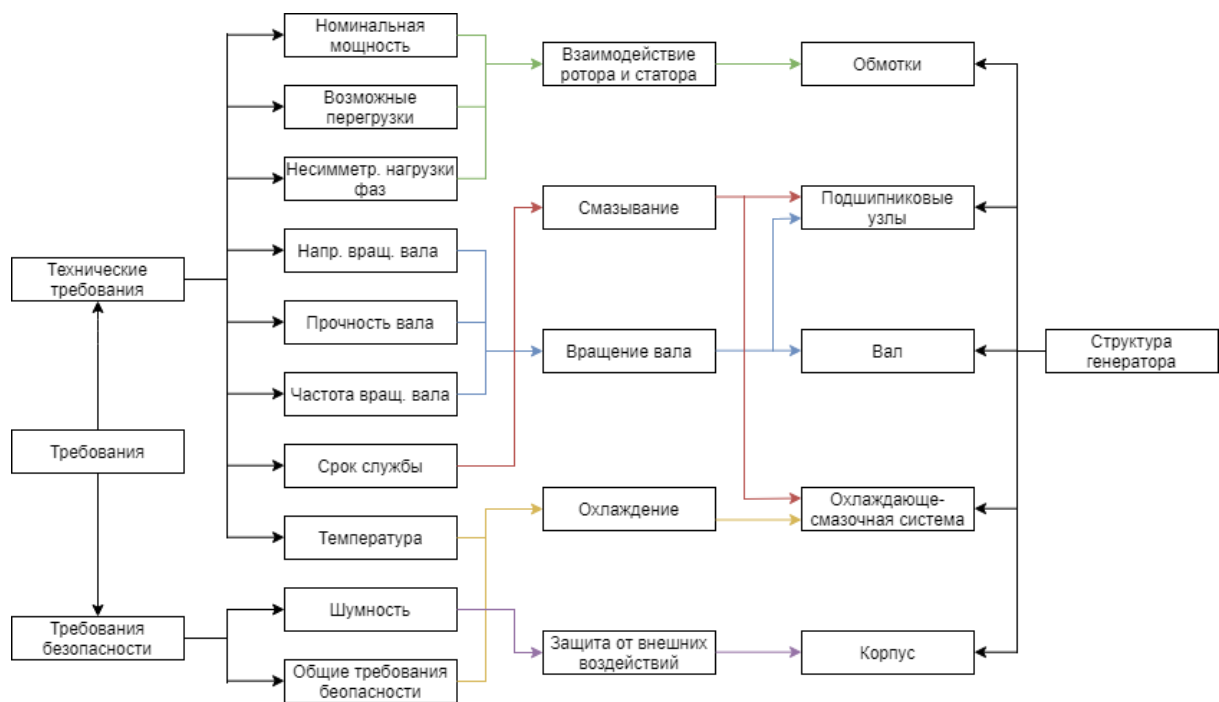 Номинальная
мощность
Взаимодействие
ротора и статора
Обмотки
Возможные
перегрузки
Несимметр. нагрузки
фаз
Смазывание
Подшипниковые
узлы
Напр. вращ. вала
Технические
требования
Прочность вала
Вращение вала
Вал
Структура
генератора
Частота вращ. вала
Требования
Срок службы
Охлаждение
Охлаждающе-
смазочная система
Температура
Шумность
Требования
безопасности
Защита от внешних
воздействий
Корпус
Общие требования
беопасности